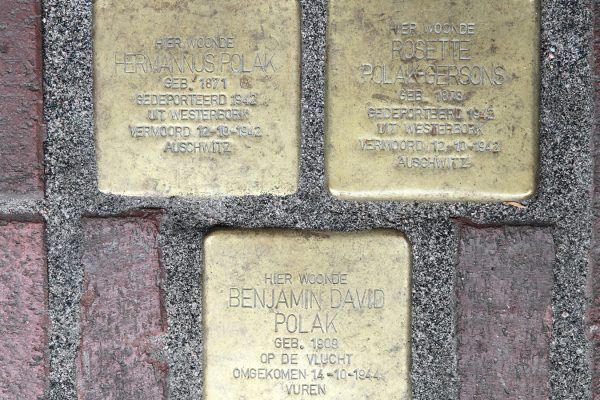 HIER WOONDE
HERMANNUS POLAK
GEB. 1871
GEDEPORTEERD 1942
UIT WESTERBORK
VERMOORD 12-10-1942
AUSCHWITZ
HIER WOONDE
ROSETTE
POLAK-GERSONS
GEB. 1878
GEDEPORTEERD 1942
UIT WESTERBORK
VERMOORD 12-10-1942
AUSCHWITZ
HIER WOONDE
BENJAMIN DAVID
POLAK
GEB. 1909
OP DE VLUCHT
OMGEKOMEN 14-10-1944
VUREN